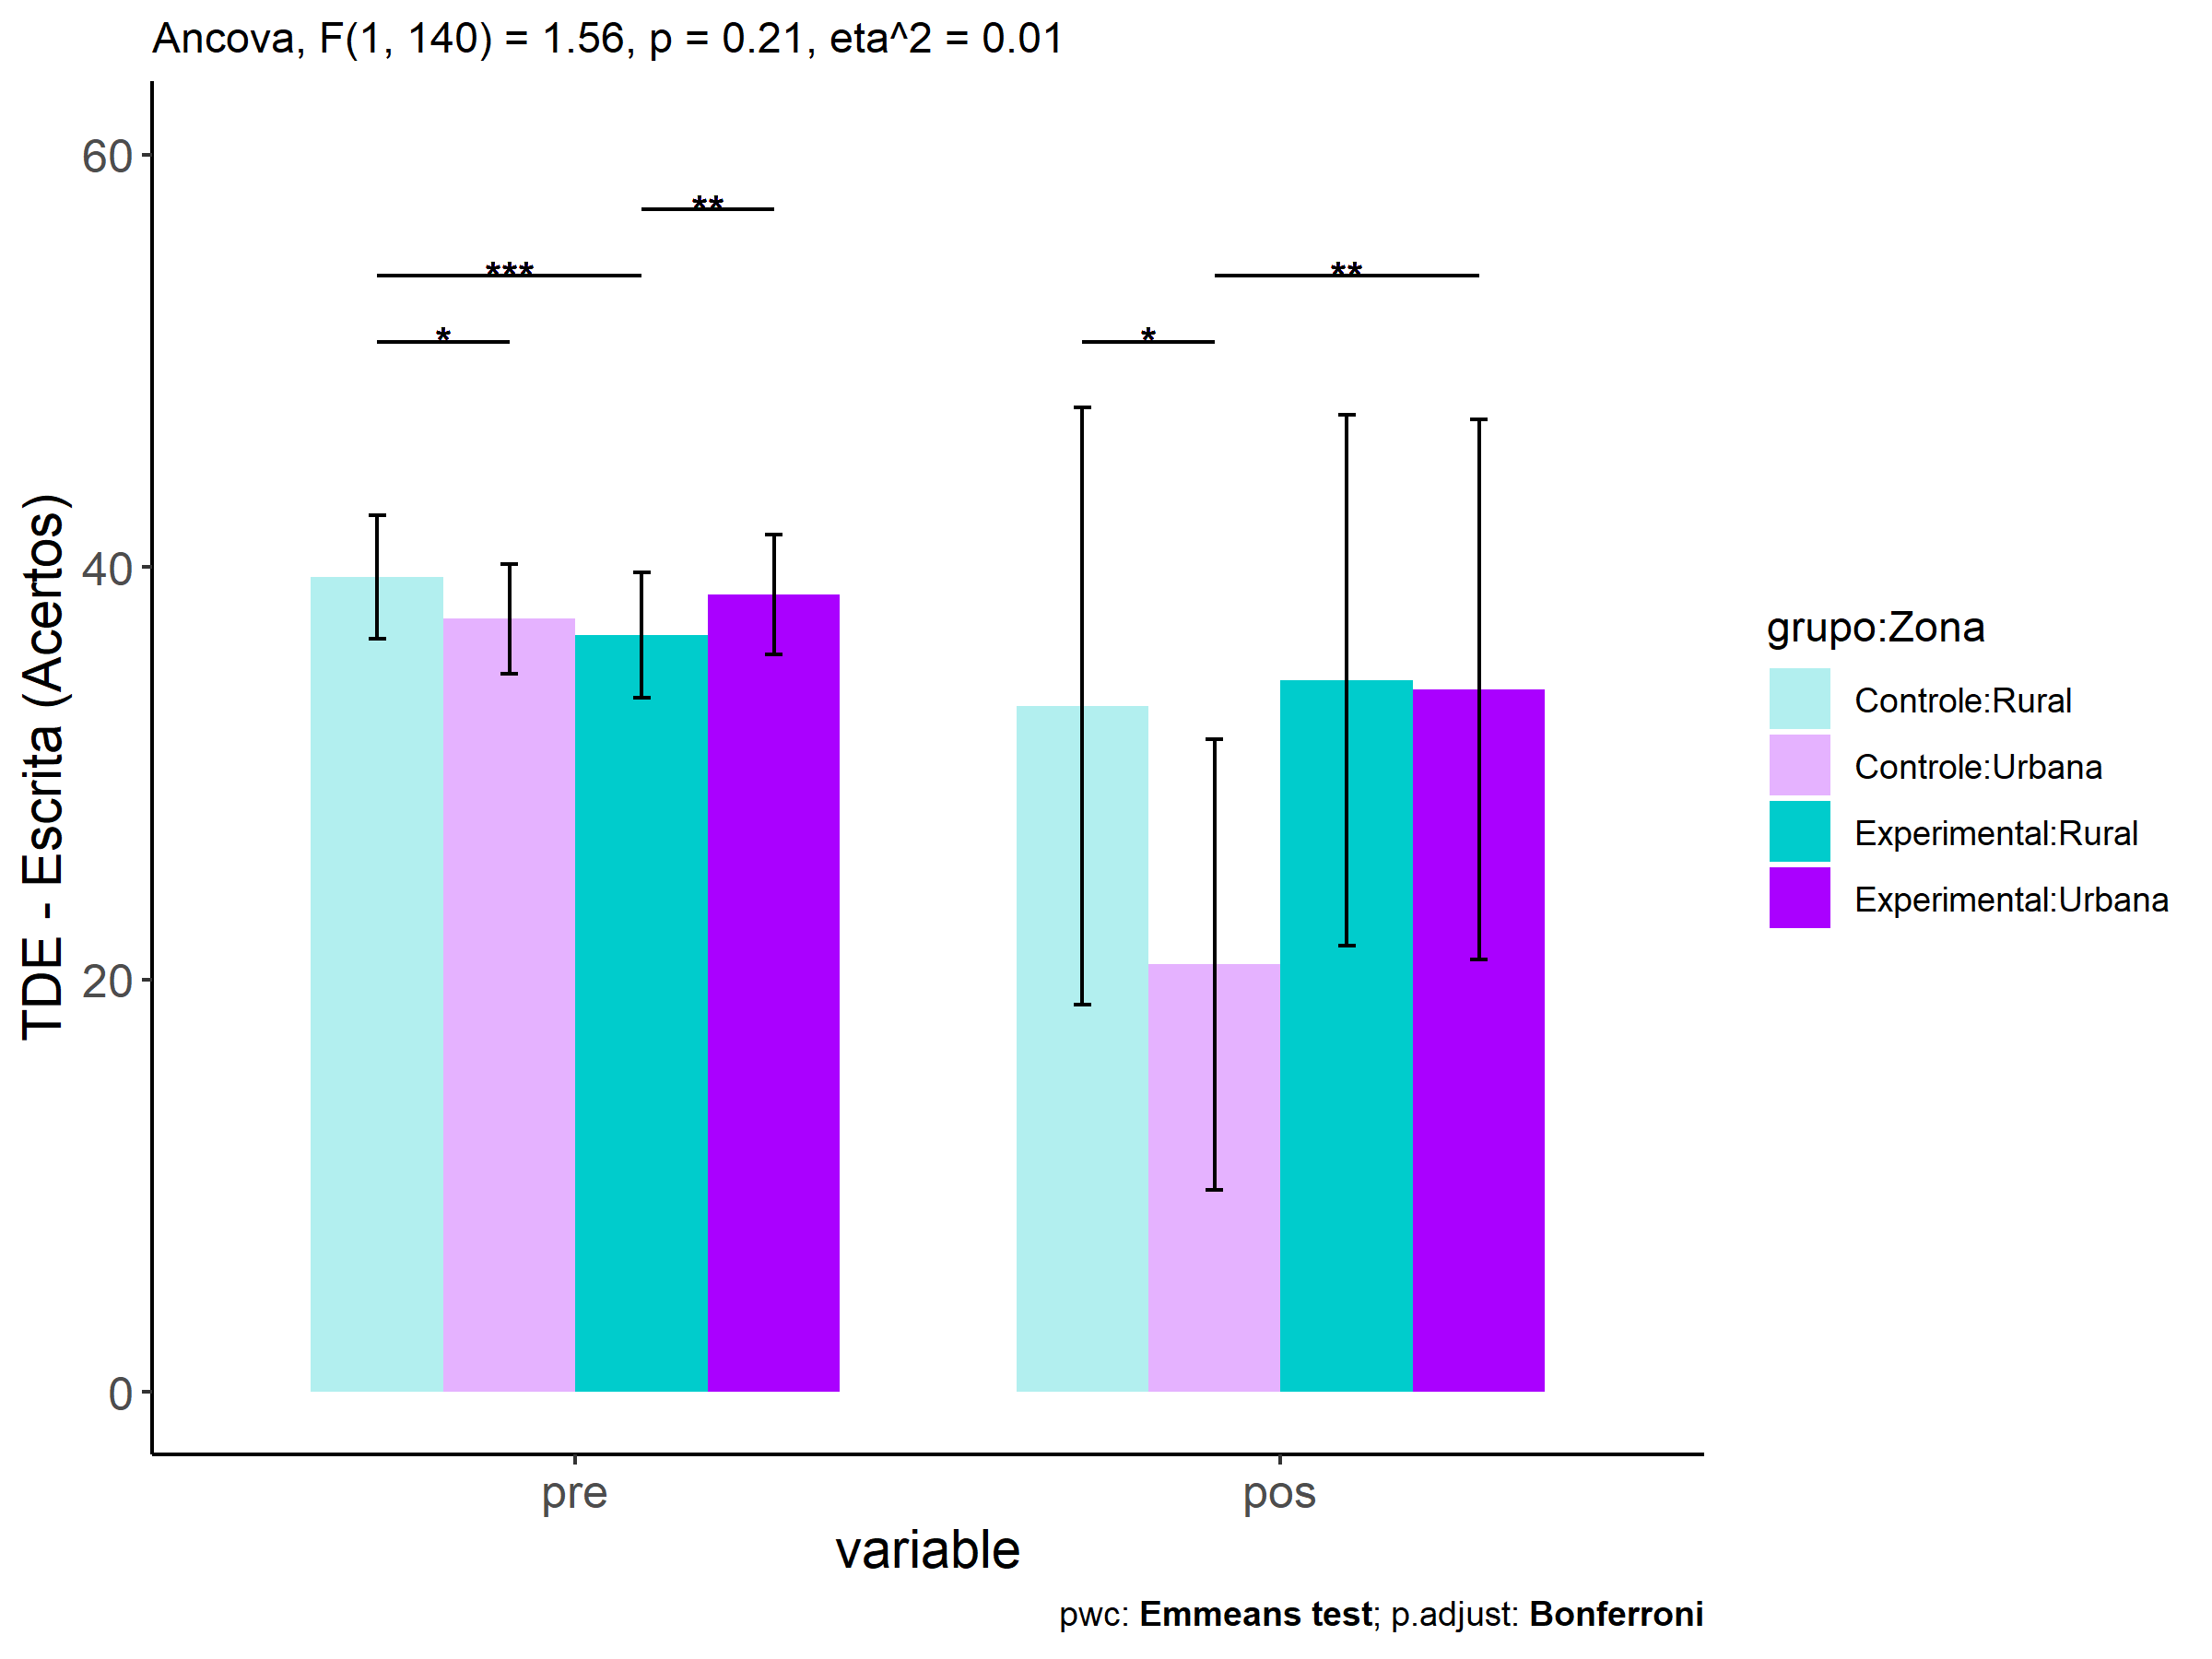 Ancova, F(1, 140) = 1.56, p = 0.21, eta^2 = 0.01
TDE - Escrita (Acertos)
60
40
20
0
**
***
*
**
*
pre
pos
variable
grupo:Zona
Controle:Rural
Controle:Urbana
Experimental:Rural
Experimental:Urbana
pwc: Emmeans test; p.adjust: Bonferroni